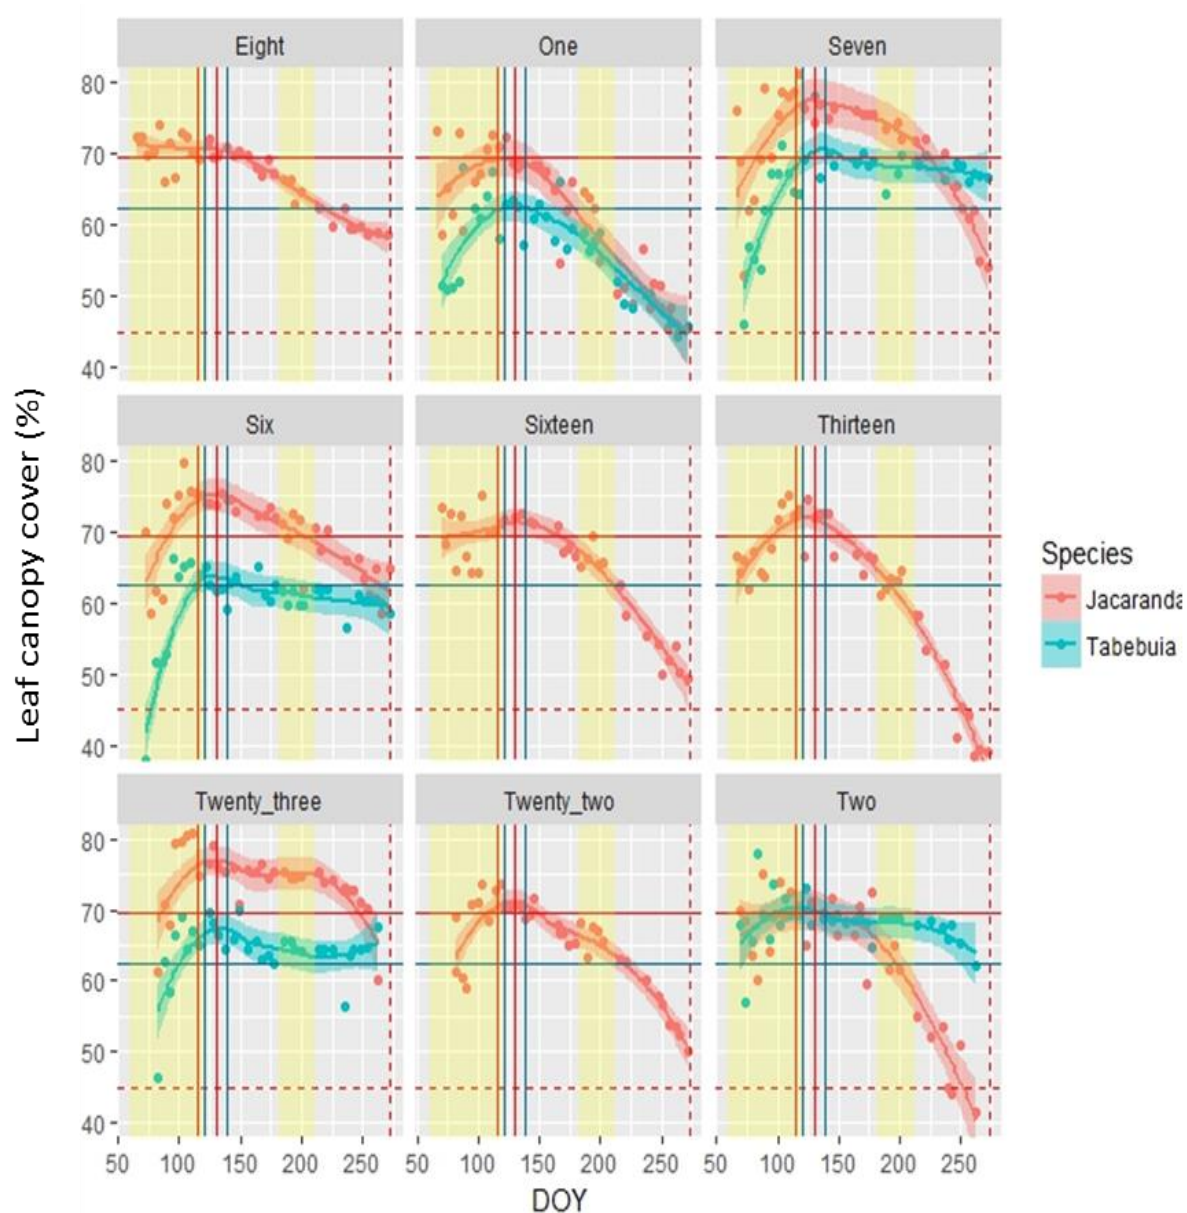 Eight One Seven
80
70
60
50
40
Six Sixteen Thirteen
80
70
60
50
40
Twenty_three Twenty_two Two
80
70
60
50
40
50 100 150 200 250 50 100 150 200 250 50 100 150 200 250
DOY
Leaf canopy cover (%)
Species
Jacaranda
Tabebuia